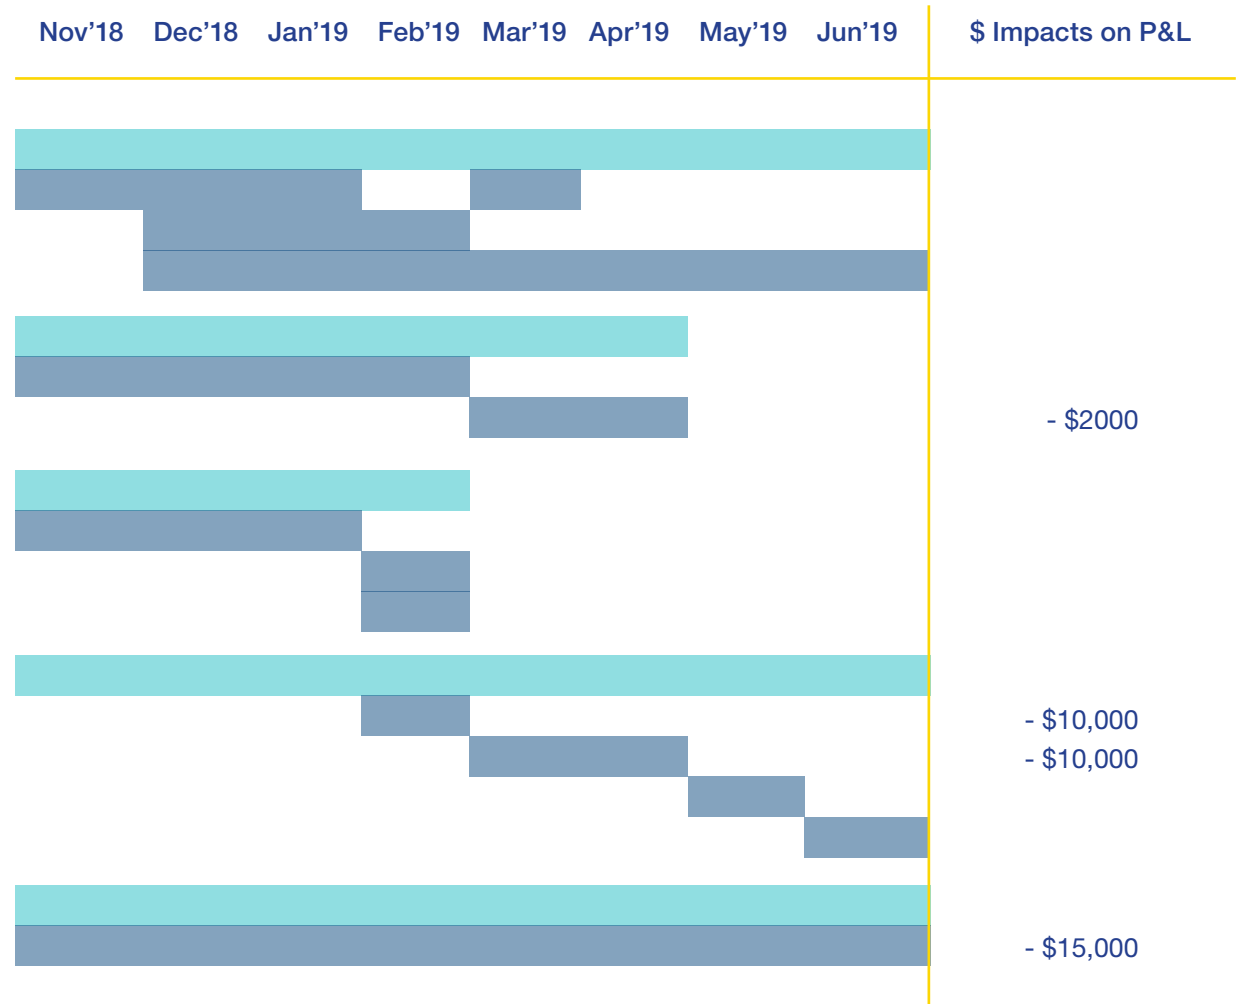 Nov’18 Dec’18 Jan’19 Feb’19 Mar’19 Apr’19 May’19 Jun’19 $ Impacts on P&L
- $2000
- $10,000
- $10,000
- $15,000